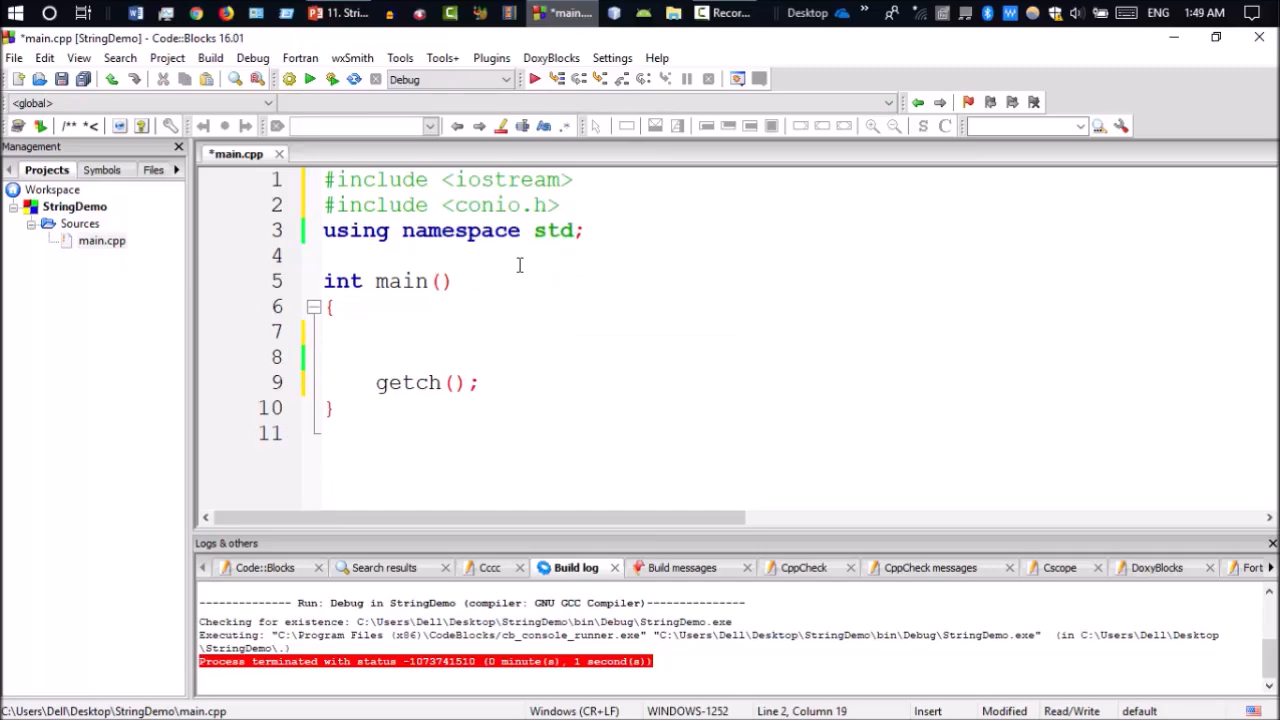 11. Stri...
*main....
Recor...
Desktop
ENG
1:49 AM
*main.cpp [StringDemo] - Code::Blocks 16.01
File Edit View Search Project Build Debug Fortran wxSmith Tools Tools+ Plugins DoxyBlocks Settings Help
Debug
<global>
/** *<
S C
Management
*main.cpp
Projects Symbols Files
Workspace
StringDemo
Sources
main.cpp
1 #include <iostream>
2 #include <conio.h>
3 using namespace std;
4
5 int main()
6 {
7
8
9 getch();
10 }
11
Logs & others
Code::Blocks Search results Cccc Build log Build messages CppCheck CppCheck messages Cscope DoxyBlocks Fort
-------------- Run: Debug in StringDemo (compiler: GNU GCC Compiler)---------------
Checking for existence: C:\Users\Dell\Desktop\StringDemo\bin\Debug\StringDemo.exe
Executing: "C:\Program Files (x86)\CodeBlocks/cb_console_runner.exe" "C:\Users\Dell\Desktop\StringDemo\bin\Debug\StringDemo.exe"  (in C:\Users\Dell\Desktop
\StringDemo\.)
Process terminated with status -1073741510 (0 minute(s), 1 second(s))
C:\Users\Dell\Desktop\StringDemo\main.cpp Windows (CR+LF) WINDOWS-1252 Line 2, Column 19 Insert Modified Read/Write default